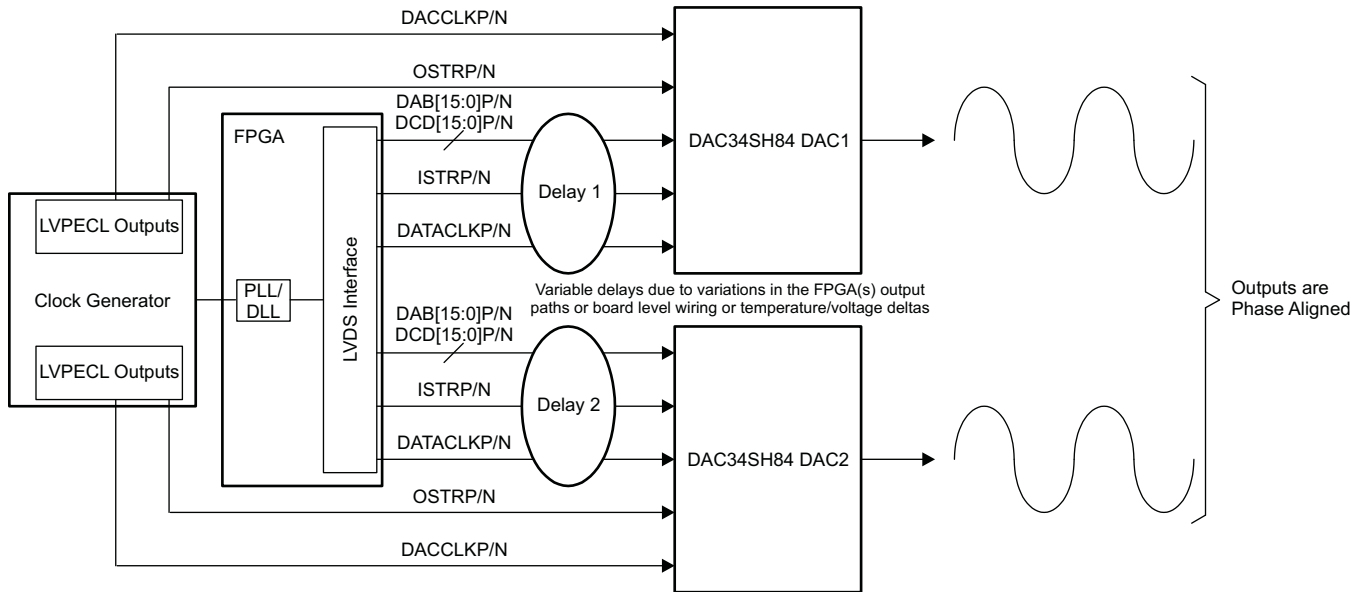 DACCLKP/N
OSTRP/N
DAB[15:0]P/N
DCD[15:0]P/N
FPGA
DAC34SH84 DAC1
ISTRP/N
Delay 1
LVPECL Outputs
DATACLKP/N
Clock Generator
PLL/
DLL
LVDS Interface
Variable delays due to variations in the FPGA(s) output
paths or board level wiring or temperature/voltage deltas
Outputs are
Phase Aligned
DAB[15:0]P/N
DCD[15:0]P/N
LVPECL Outputs
ISTRP/N
Delay 2
DATACLKP/N
DAC34SH84 DAC2
OSTRP/N
DACCLKP/N